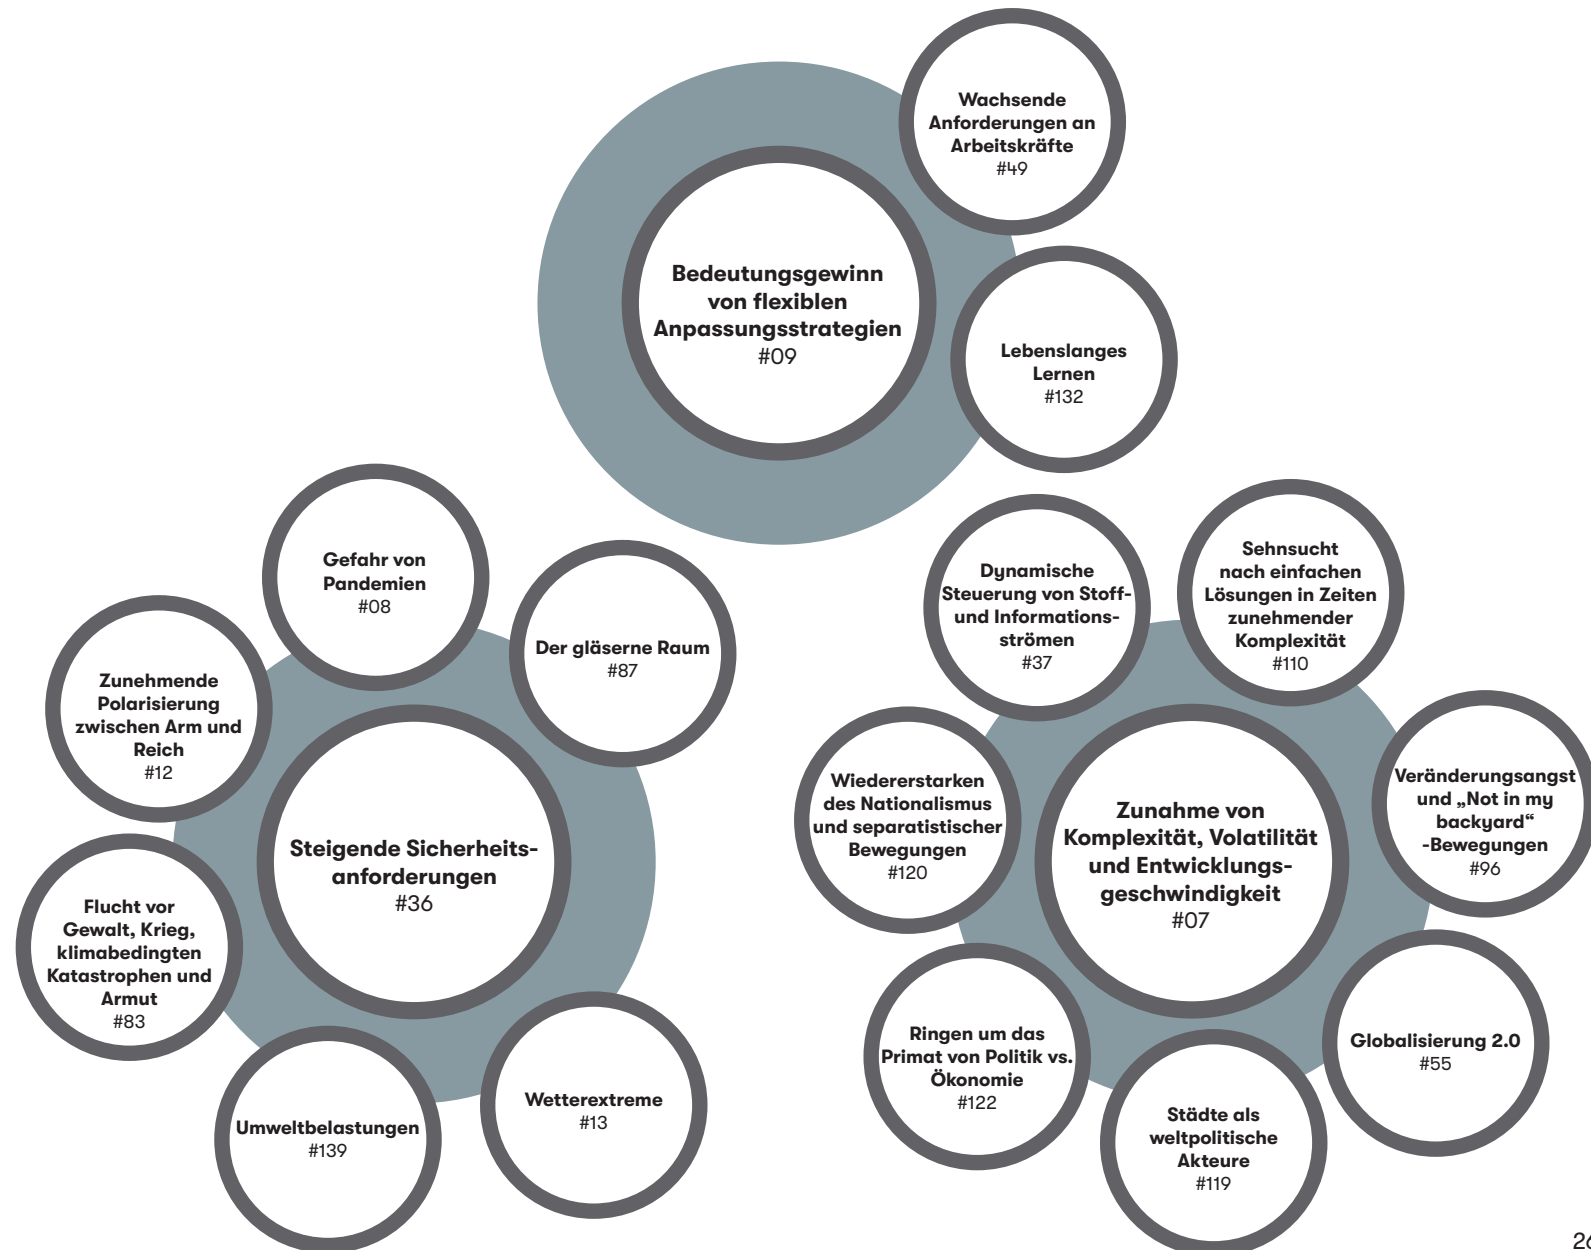 Wachsende
Anforderungen an
Arbeitskräfte
#49
Bedeutungsgewinn
von flexiblen
Anpassungsstrategien
#09
Lebenslanges
Lernen
#132
Gefahr von
Pandemien
#08
Der gläserne Raum
#87
Zunehmende
Polarisierung
zwischen Arm und
Reich
#12
Steigende Sicherheits-
anforderungen
#36
Flucht vor
Gewalt, Krieg,
klimabedingten
Katastrophen und
Armut
#83
Umweltbelastungen
#139
Wetterextreme
#13
Dynamische
Steuerung von Stoff-
und Informations-
strömen
#37
Sehnsucht
nach einfachen
Lösungen in Zeiten
zunehmender
Komplexität
#110
Wiedererstarken
des Nationalismus
und separatistischer
Bewegungen
#120
Zunahme von
Komplexität, Volatilität
und Entwicklungs-
geschwindigkeit
#07
Veränderungsangst
und „Not in my
backyard“
-Bewegungen
#96
Ringen um das
Primat von Politik vs.
Ökonomie
#122
Globalisierung 2.0
#55
Städte als
weltpolitische
Akteure
#119